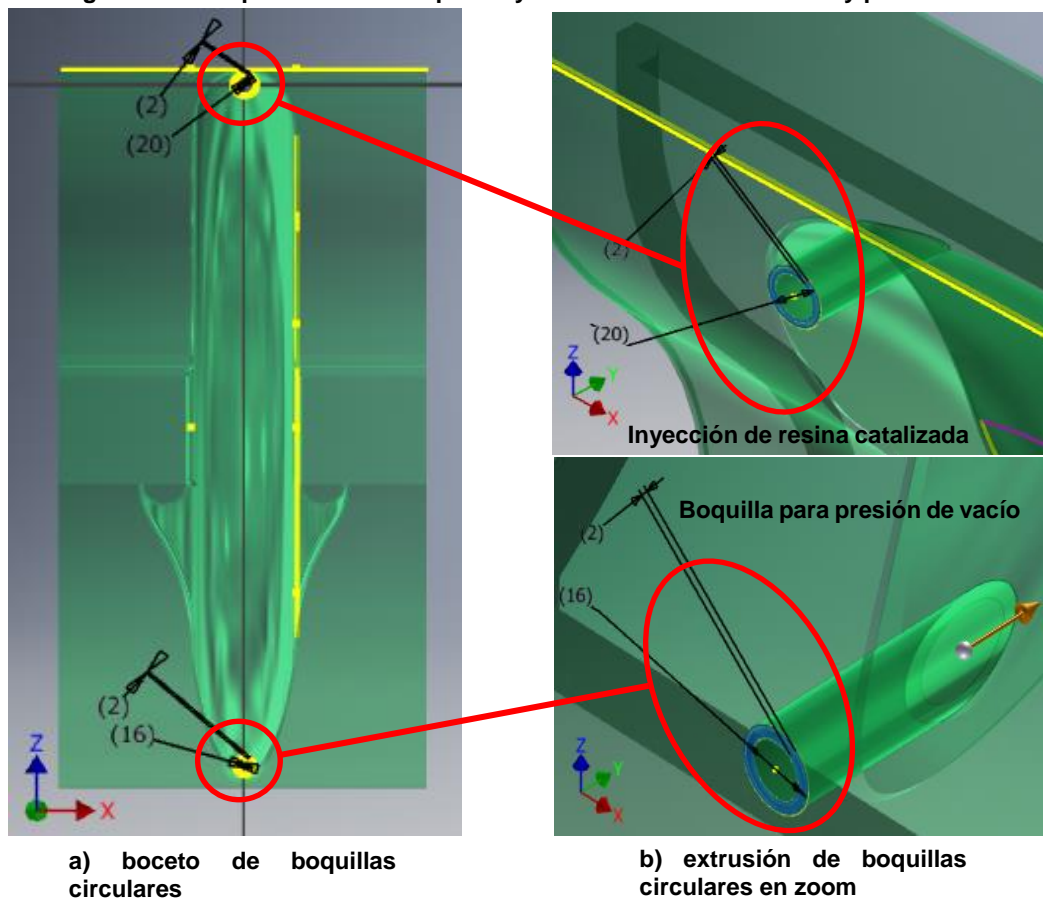 (2)
(20)
Z
X
(2)
(16)
(2)
(20)
Z
Y
X
Inyección de resina catalizada
Boquilla para presión de vacío
(2)
(16)
Z
Y
X
a) boceto de boquillas
circulares
b) extrusión de boquillas
circulares en zoom